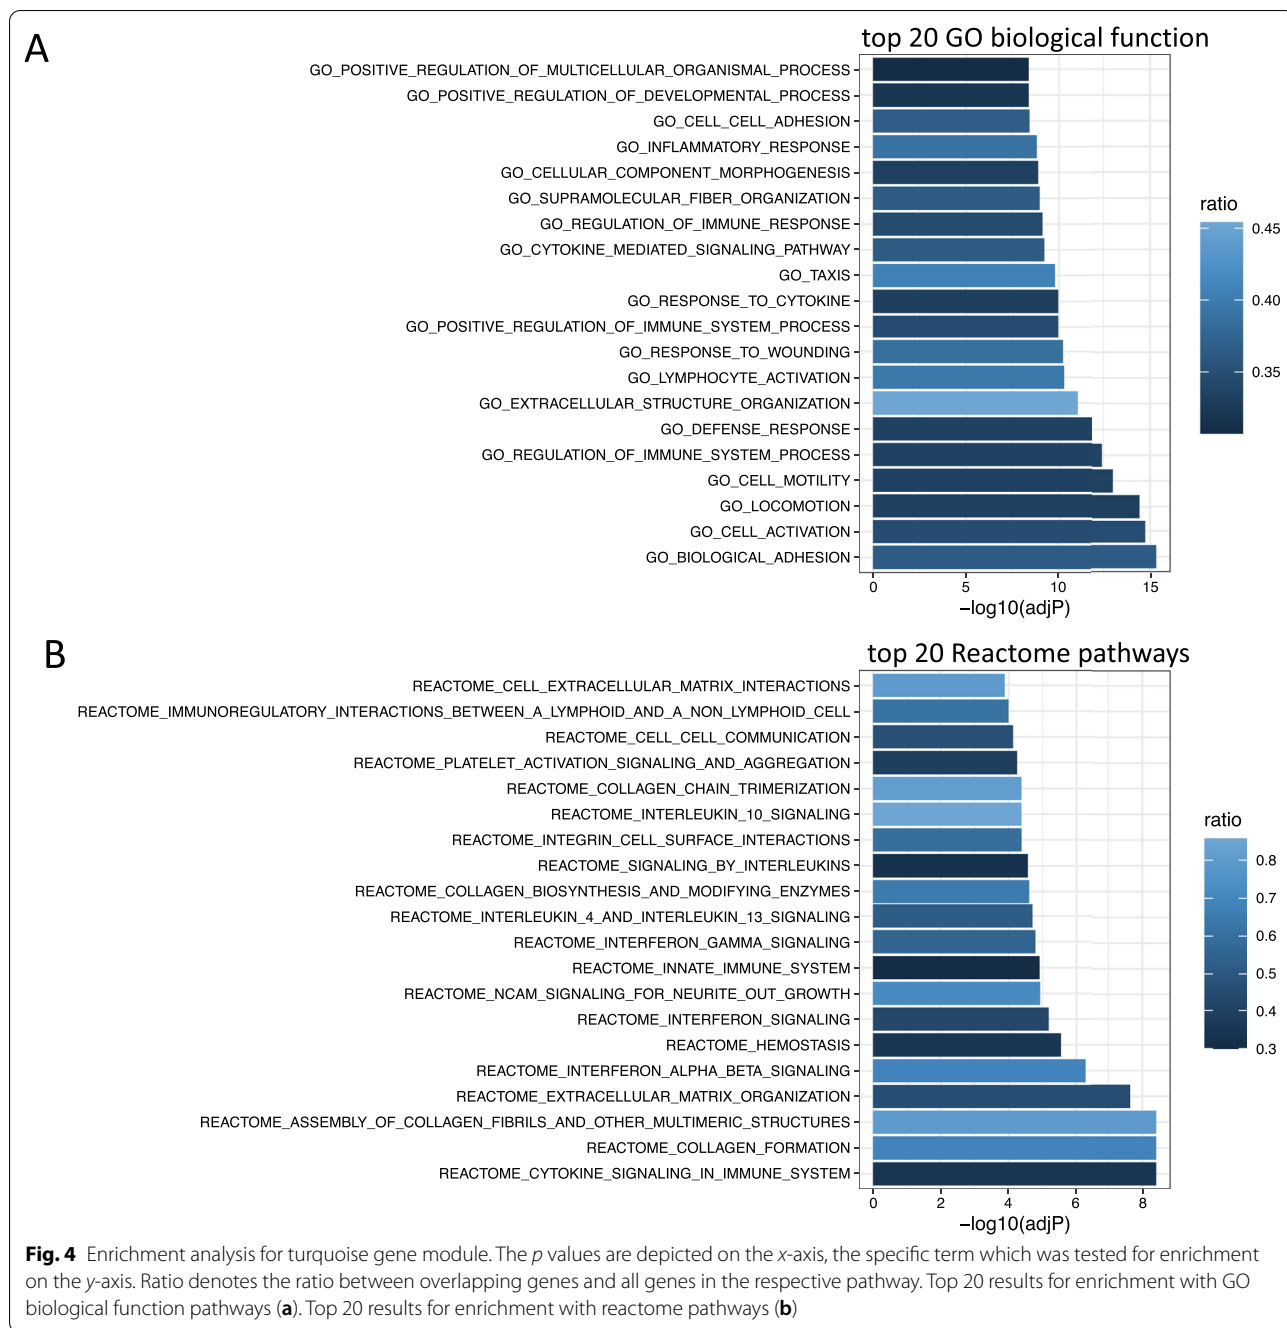 A
top 20 GO biological function
GO_POSITIVE_REGULATION_OF_MULTICELLULAR_ORGANISMAL_PROCESS
GO_POSITIVE_REGULATION_OF_DEVELOPMENTAL_PROCESS
GO_CELL_CELL_ADHESION
GO_INFLAMMATORY_RESPONSE
GO_CELLULAR_COMPONENT_MORPHOGENESIS
GO_SUPRAMOLECULAR_FIBER_ORGANIZATION
GO_REGULATION_OF_IMMUNE_RESPONSE
GO_CYTOKINE_MEDIATED_SIGNALING_PATHWAY
GO_TAXIS
GO_RESPONSE_TO_CYTOKINE
GO_POSITIVE_REGULATION_OF_IMMUNE_SYSTEM_PROCESS
GO_RESPONSE_TO_WOUNDING
GO_LYMPHOCYTE_ACTIVATION
GO_EXTRACELLULAR_STRUCTURE_ORGANIZATION
GO_DEFENSE_RESPONSE
GO_REGULATION_OF_IMMUNE_SYSTEM_PROCESS
GO_CELL_MOTILITY
GO_LOCOMOTION
GO_CELL_ACTIVATION
GO_BIOLOGICAL_ADHESION
0 5 10 15
−log10(adjP)
ratio
0.45
0.40
0.35
B
top 20 Reactome pathways
REACTOME_CELL_EXTRACELLULAR_MATRIX_INTERACTIONS
REACTOME_IMMUNOREGULATORY_INTERACTIONS_BETWEEN_A_LYMPHOID_AND_A_NON_LYMPHOID_CELL
REACTOME_CELL_CELL_COMMUNICATION
REACTOME_PLATELET_ACTIVATION_SIGNALING_AND_AGGREGATION
REACTOME_COLLAGEN_CHAIN_TRIMERIZATION
REACTOME_INTERLEUKIN_10_SIGNALING
REACTOME_INTEGRIN_CELL_SURFACE_INTERACTIONS
REACTOME_SIGNALING_BY_INTERLEUKINS
REACTOME_COLLAGEN_BIOSYNTHESIS_AND_MODIFYING_ENZYMES
REACTOME_INTERLEUKIN_4_AND_INTERLEUKIN_13_SIGNALING
REACTOME_INTERFERON_GAMMA_SIGNALING
REACTOME_INNATE_IMMUNE_SYSTEM
REACTOME_NCAM_SIGNALING_FOR_NEURITE_OUT_GROWTH
REACTOME_INTERFERON_SIGNALING
REACTOME_HEMOSTASIS
REACTOME_INTERFERON_ALPHA_BETA_SIGNALING
REACTOME_EXTRACELLULAR_MATRIX_ORGANIZATION
REACTOME_ASSEMBLY_OF_COLLAGEN_FIBRILS_AND_OTHER_MULTIMERIC_STRUCTURES
REACTOME_COLLAGEN_FORMATION
REACTOME_CYTOKINE_SIGNALING_IN_IMMUNE_SYSTEM
0 2 4 6 8
−log10(adjP)
ratio
0.8
0.7
0.6
0.5
0.4
0.3
Fig. 4 Enrichment analysis for turquoise gene module. The p values are depicted on the x-axis, the specific term which was tested for enrichment
on the y-axis. Ratio denotes the ratio between overlapping genes and all genes in the respective pathway. Top 20 results for enrichment with GO
biological function pathways (a). Top 20 results for enrichment with reactome pathways (b)